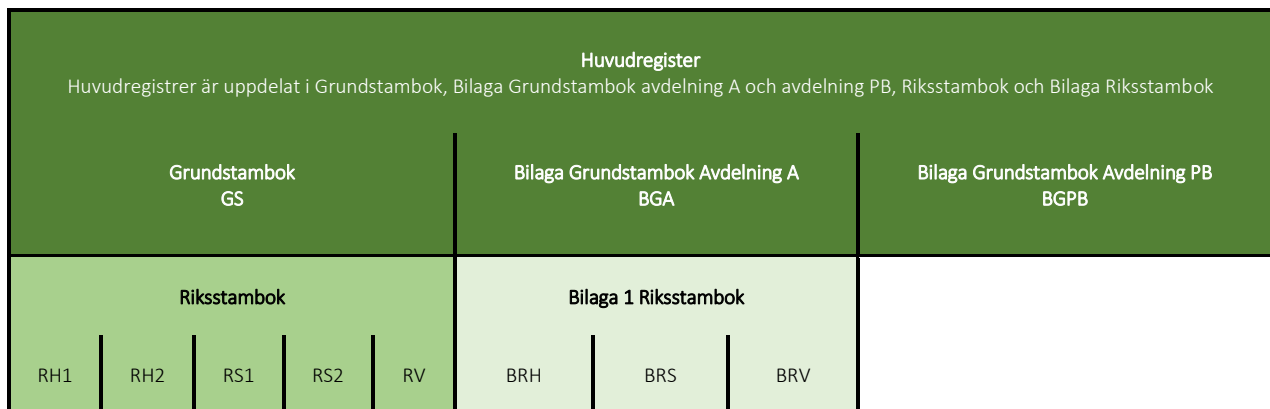 Huvudregister
Huvudregistrer är uppdelat i Grundstambok, Bilaga Grundstambok avdelning A och avdelning PB, Riksstambok och Bilaga Riksstambok
Grundstambok
GS
Bilaga Grundstambok Avdelning A
BGA
Bilaga Grundstambok Avdelning PB
BGPB
Riksstambok
Bilaga 1 Riksstambok
RH1 RH2 RS1 RS2 RV BRH BRS BRV